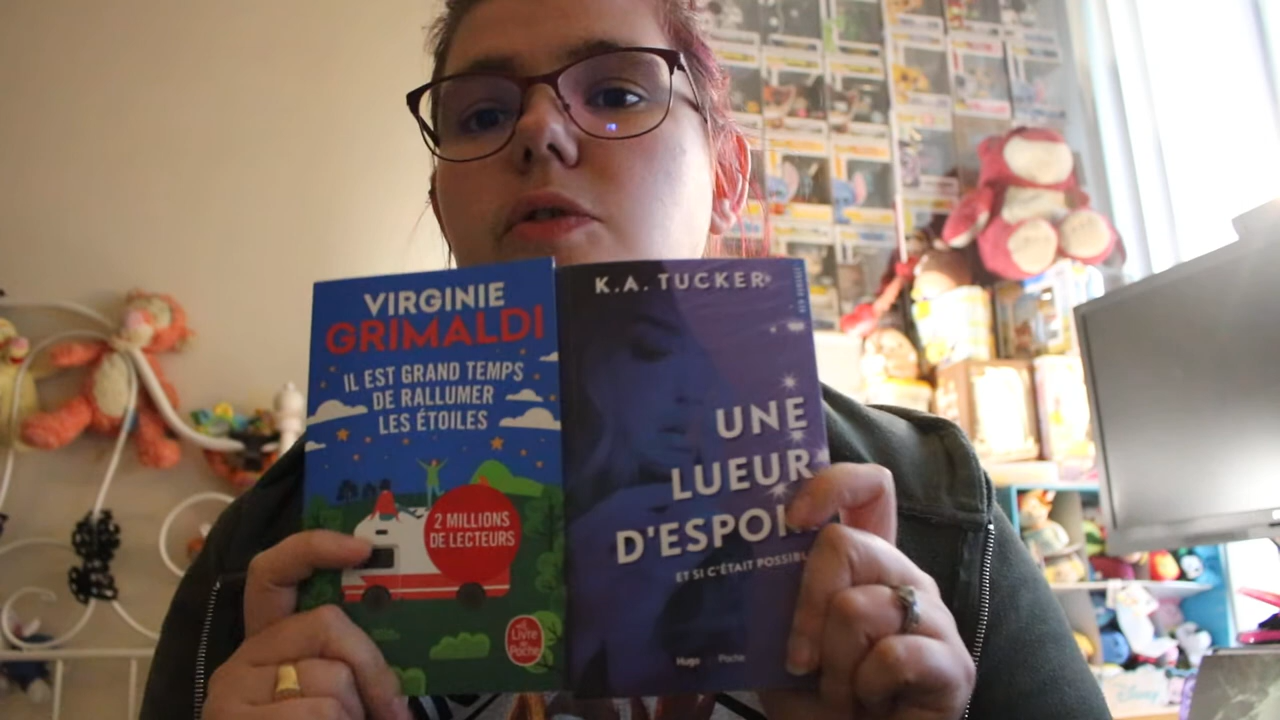 VIRGINIE
GRIMALDI
IL EST GRAND TEMPS
DE RALLUMER
LES ÉTOILES
2 MILLIONS
DE LECTEURS
Le Livre
de Poche
K.A. TUCKER
UNE
LUEUR
D'ESPOI
ET SI C'ÉTAIT POSSIBL
Hugo Poche
Disney